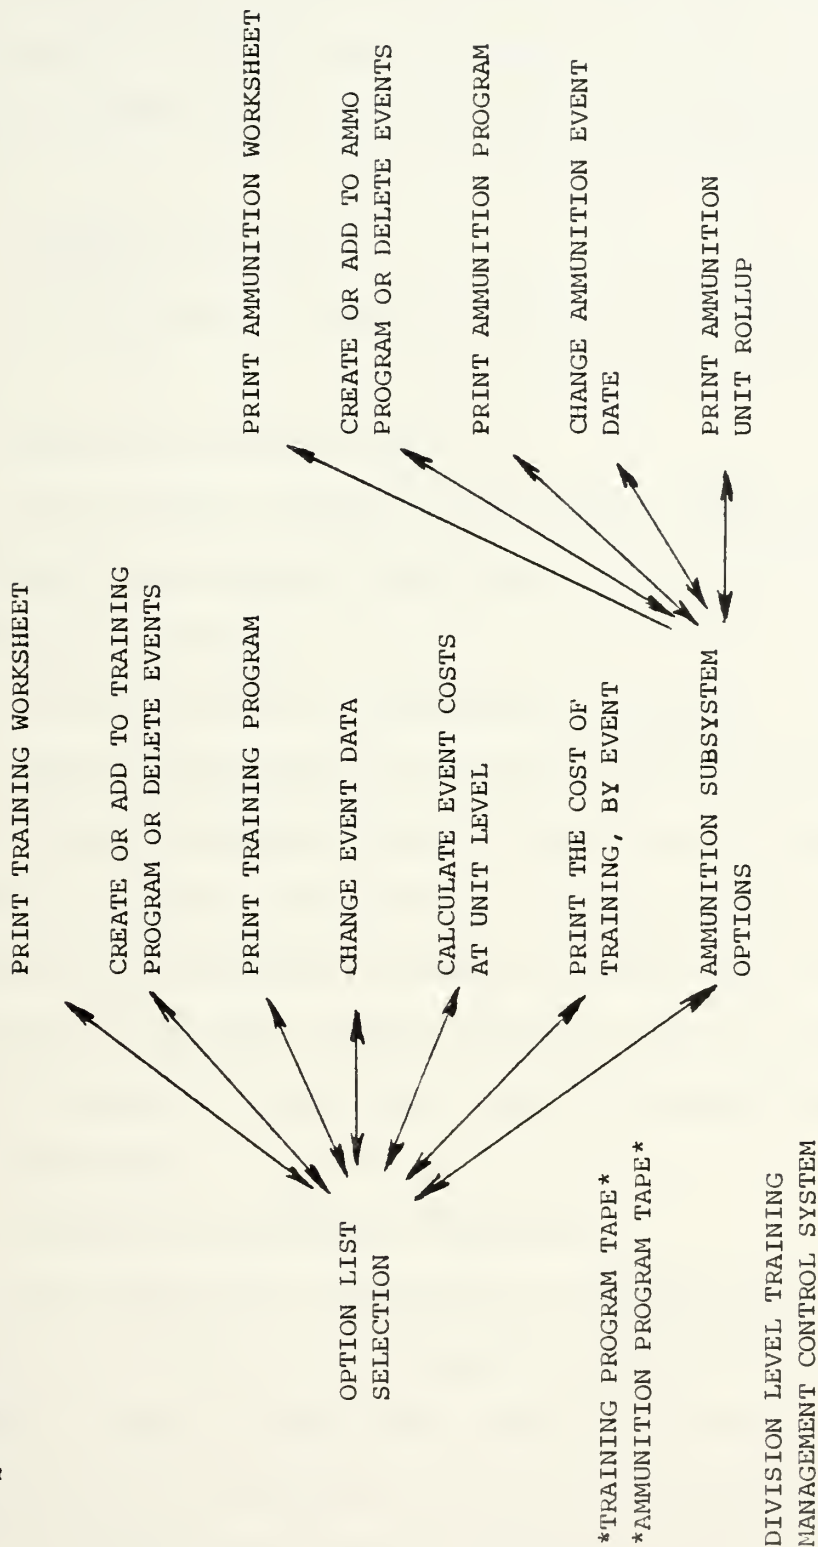 PRINT TRAINING WORKSHEET
CREATE OR ADD TO TRAINING
PROGRAM OR DELETE EVENTS
PRINT TRAINING PROGRAM
CHANGE EVENT DATA
CALCULATE EVENT COSTS
AT UNIT LEVEL
PRINT THE COST OF
TRAINING, BY EVENT
AMMUNITION SUBSYSTEM
OPTIONS
PRINT AMMUNITION WORKSHEET
CREATE OR ADD TO AMMO
PROGRAM OR DELETE EVENTS
PRINT AMMUNITION PROGRAM
CHANGE AMMUNITION EVENT
DATE
PRINT AMMUNITION
UNIT ROLLUP
OPTION LIST
SELECTION
*TRAINING PROGRAM TAPE*
*AMMUNITION PROGRAM TAPE*
DIVISION LEVEL TRAINING
MANAGEMENT CONTROL SYSTEM